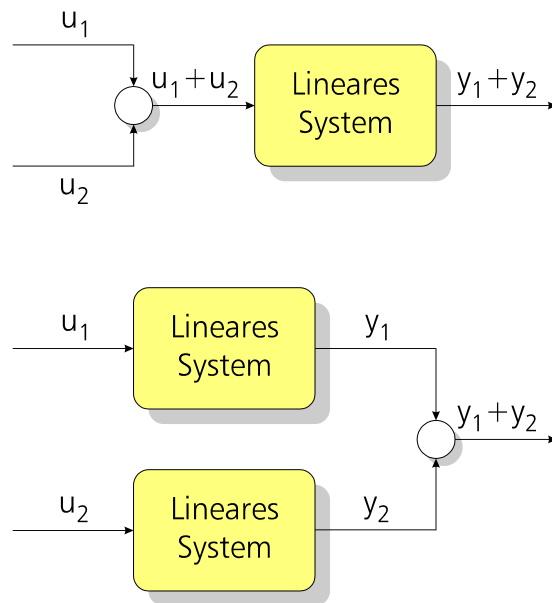 u₁
u₁+u₂
Lineares
System
y₁+y₂
u₂
u₁
Lineares
System
y₁
y₁+y₂
u₂
Lineares
System
y₂